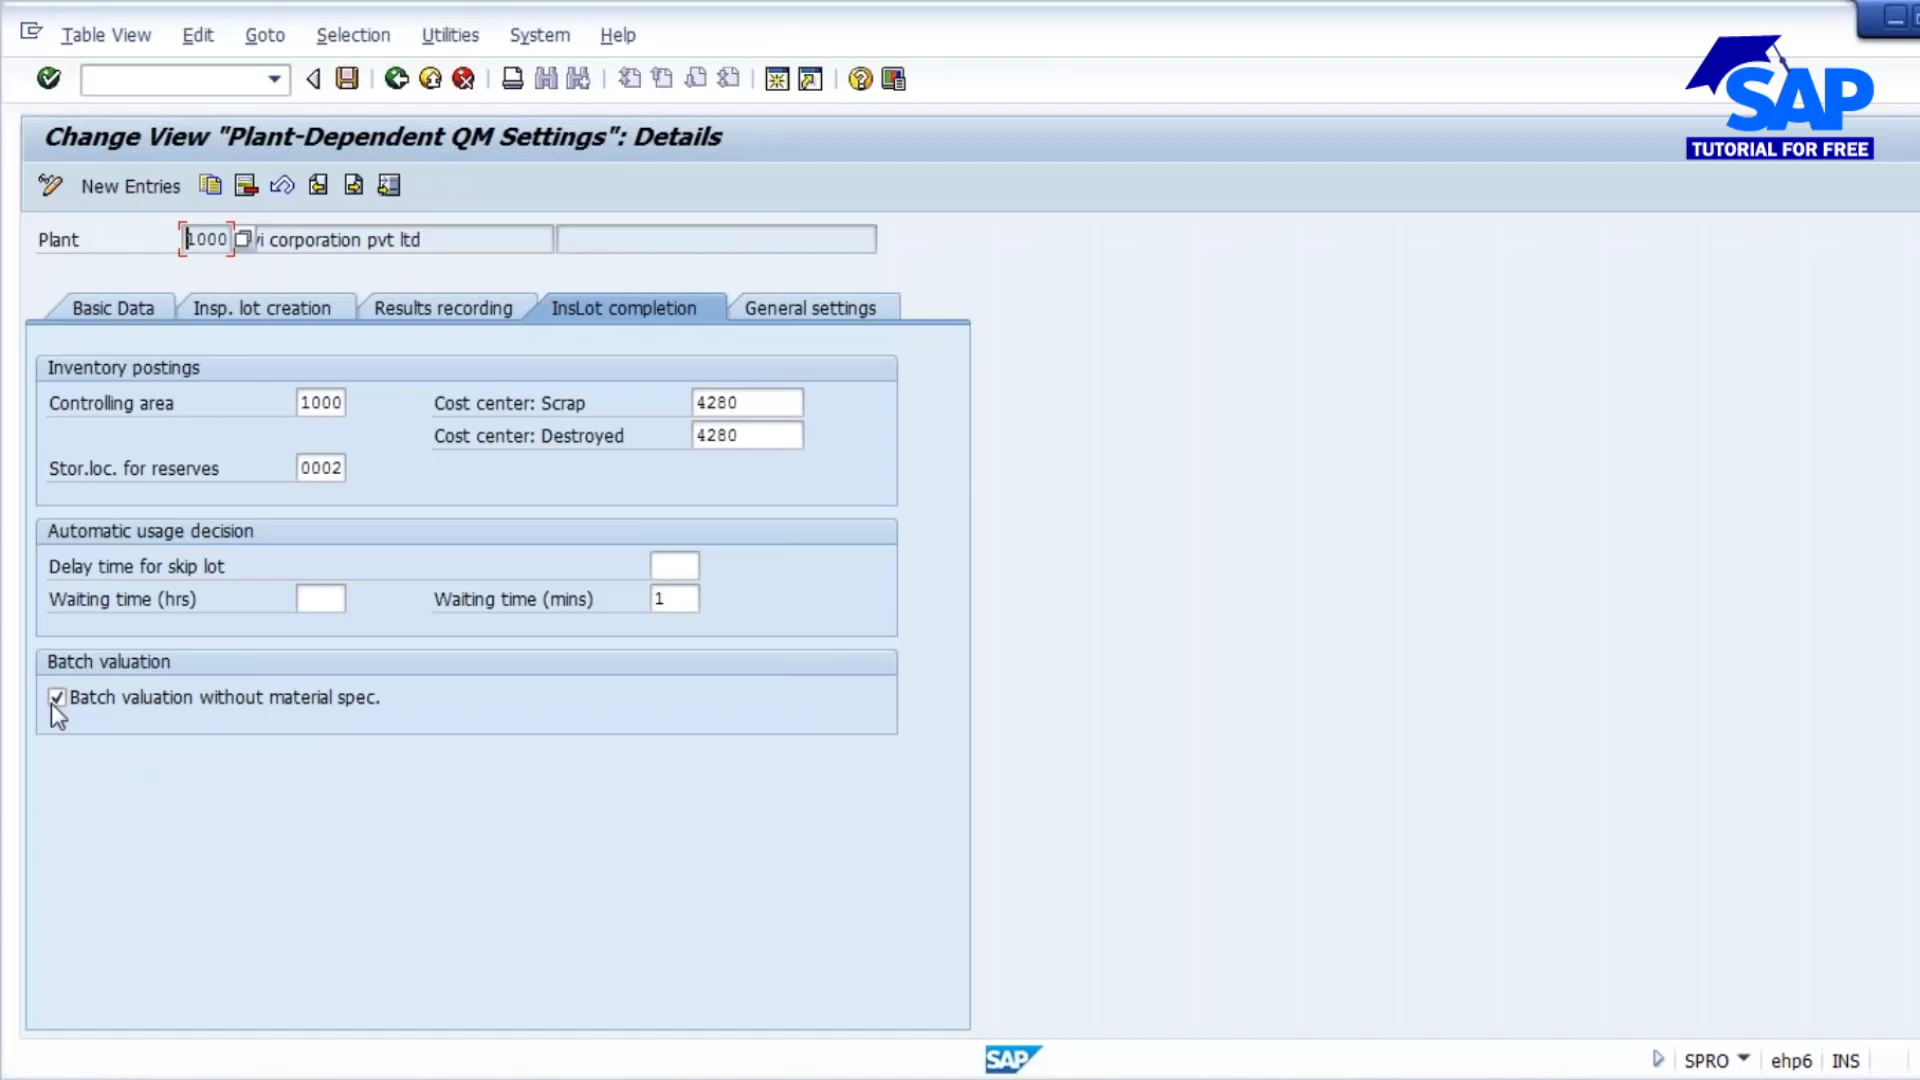 Table View Edit Goto Selection Utilities System Help
SAP
TUTORIAL FOR FREE
Change View "Plant-Dependent QM Settings": Details
New Entries
Plant 1000 vi corporation pvt ltd
Basic Data Insp. lot creation Results recording InsLot completion General settings
Inventory postings
Controlling area 1000 Cost center: Scrap 4280
Cost center: Destroyed 4280
Stor.loc. for reserves 0002
Automatic usage decision
Delay time for skip lot
Waiting time (hrs) Waiting time (mins) 1
Batch valuation
Batch valuation without material spec.
SAP SPRO ehp6 INS